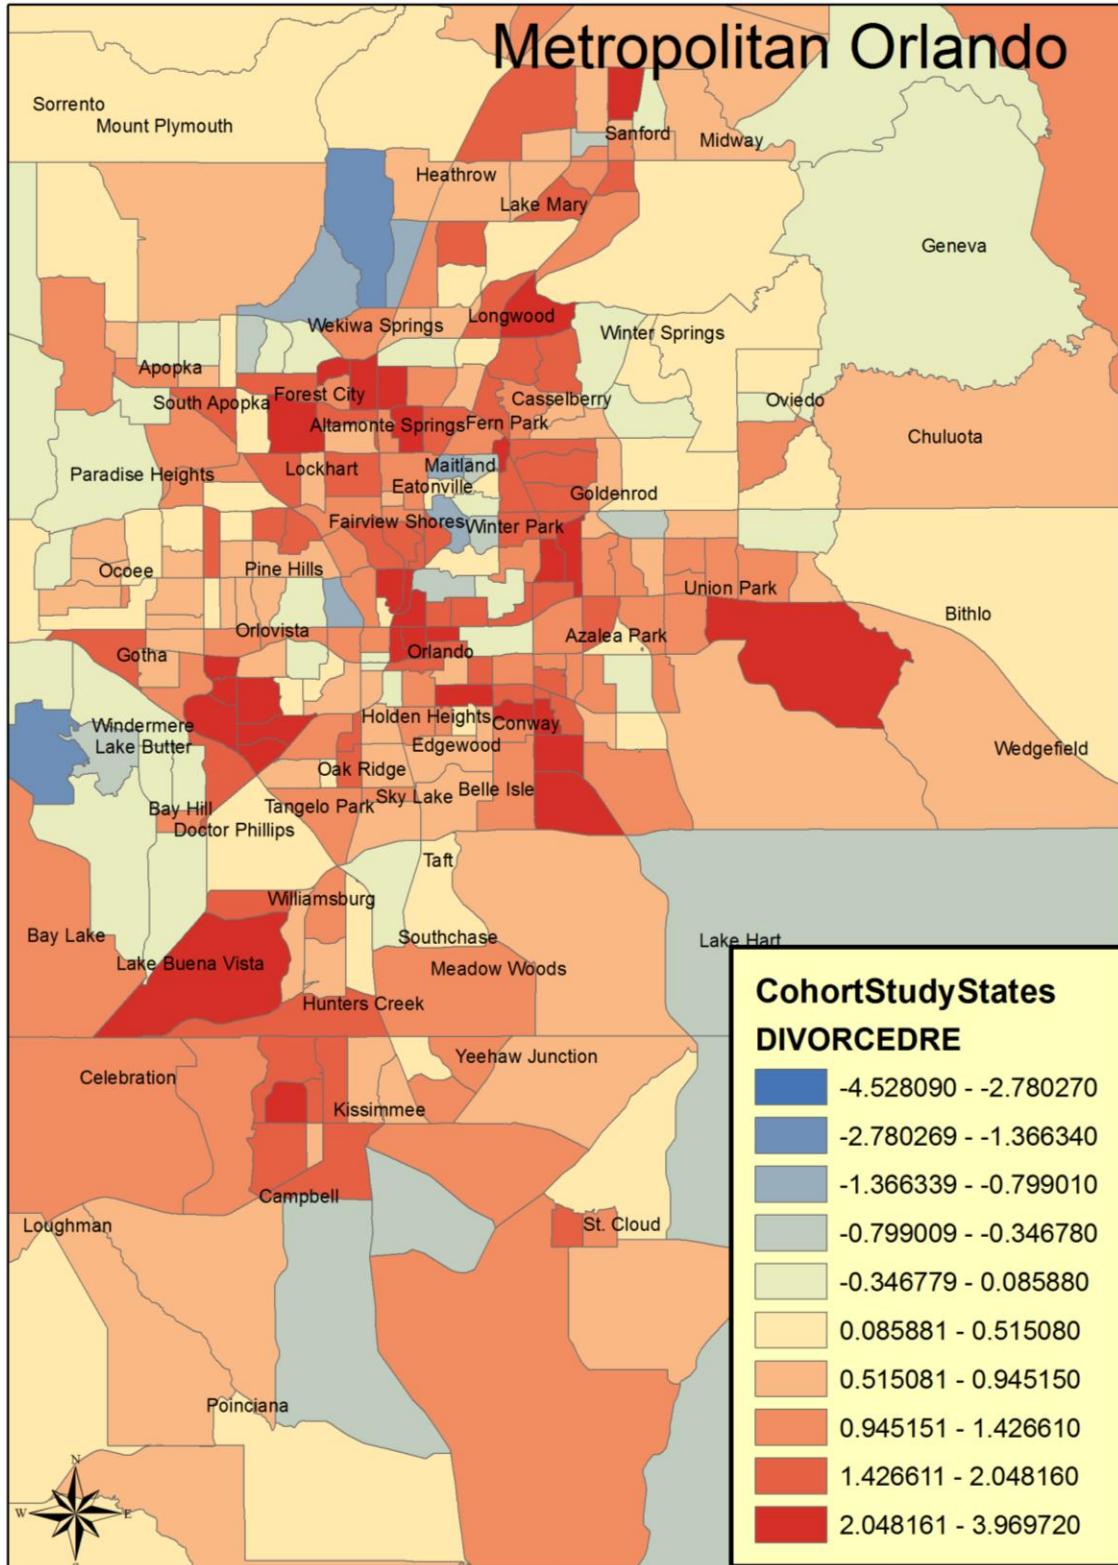 Metropolitan Orlando
Sorrento
Mount Plymouth
Sanford
Midway
Heathrow
Lake Mary
Geneva
Wekiwa Springs
Longwood
Winter Springs
Apopka
South Apopka
Forest City
Casselberry
Oviedo
Altamonte Springs
Fern Park
Chuluota
Paradise Heights
Lockhart
Maitland
Eatonville
Goldenrod
Fairview Shores
Winter Park
Ocoee
Pine Hills
Union Park
Bithlo
Orlovista
Azalea Park
Gotha
Orlando
Windermere
Holden Heights
Conway
Lake Butter
Edgewood
Wedgefield
Oak Ridge
Bay Hill
Tangelo Park
Sky Lake
Belle Isle
Doctor Phillips
Taft
Williamsburg
Bay Lake
Southchase
Lake Hart
Lake Buena Vista
Meadow Woods
Hunters Creek
Yeehaw Junction
Celebration
Kissimmee
Campbell
Loughman
St. Cloud
Poinciana
CohortStudyStates
DIVORCEDRE
-4.528090 - -2.780270
-2.780269 - -1.366340
-1.366339 - -0.799010
-0.799009 - -0.346780
-0.346779 - 0.085880
0.085881 - 0.515080
0.515081 - 0.945150
0.945151 - 1.426610
1.426611 - 2.048160
2.048161 - 3.969720
N
W
E